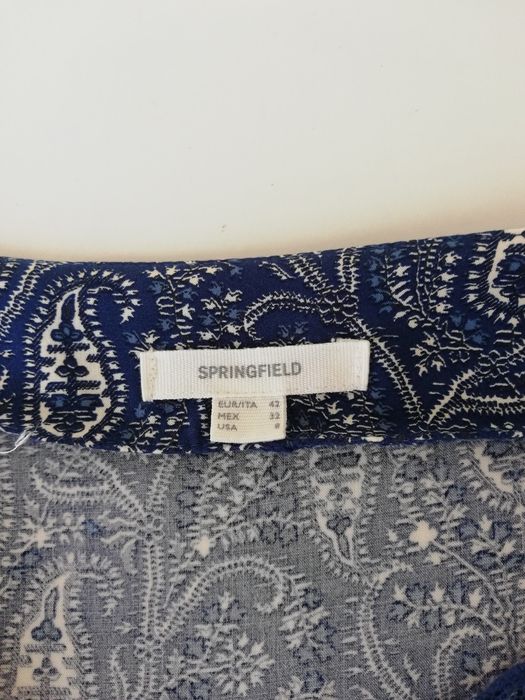 SPRINGFIELD
EUR/ITA 42
MEX 32
USA 8